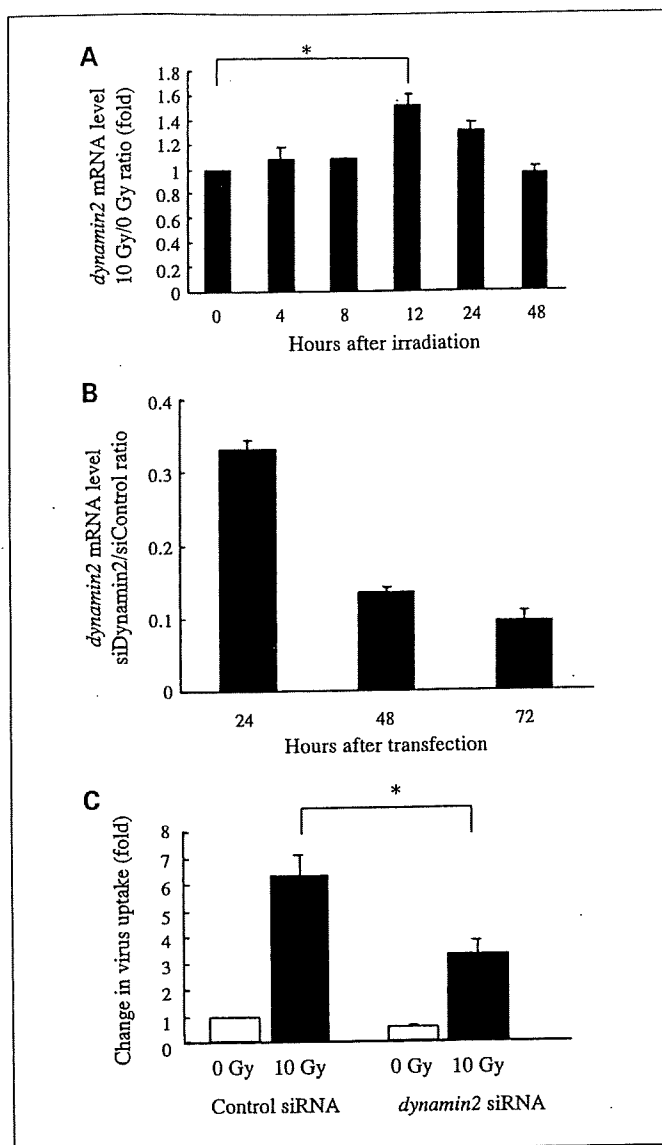 A
*
dynamin2 mRNA level
10 Gy/0 Gy ratio (fold)
1.8
1.6
1.4
1.2
1
0.8
0.6
0.4
0.2
0
0 4 8 12 24 48
Hours after irradiation
B
dynamin2 mRNA level
siDynamin2/siControl ratio
0.4
0.3
0.2
0.1
0
24 48 72
Hours after transfection
C
*
Change in virus uptake (fold)
8
7
6
5
4
3
2
1
0
0 Gy 10 Gy 0 Gy 10 Gy
Control siRNA dynamin2 siRNA